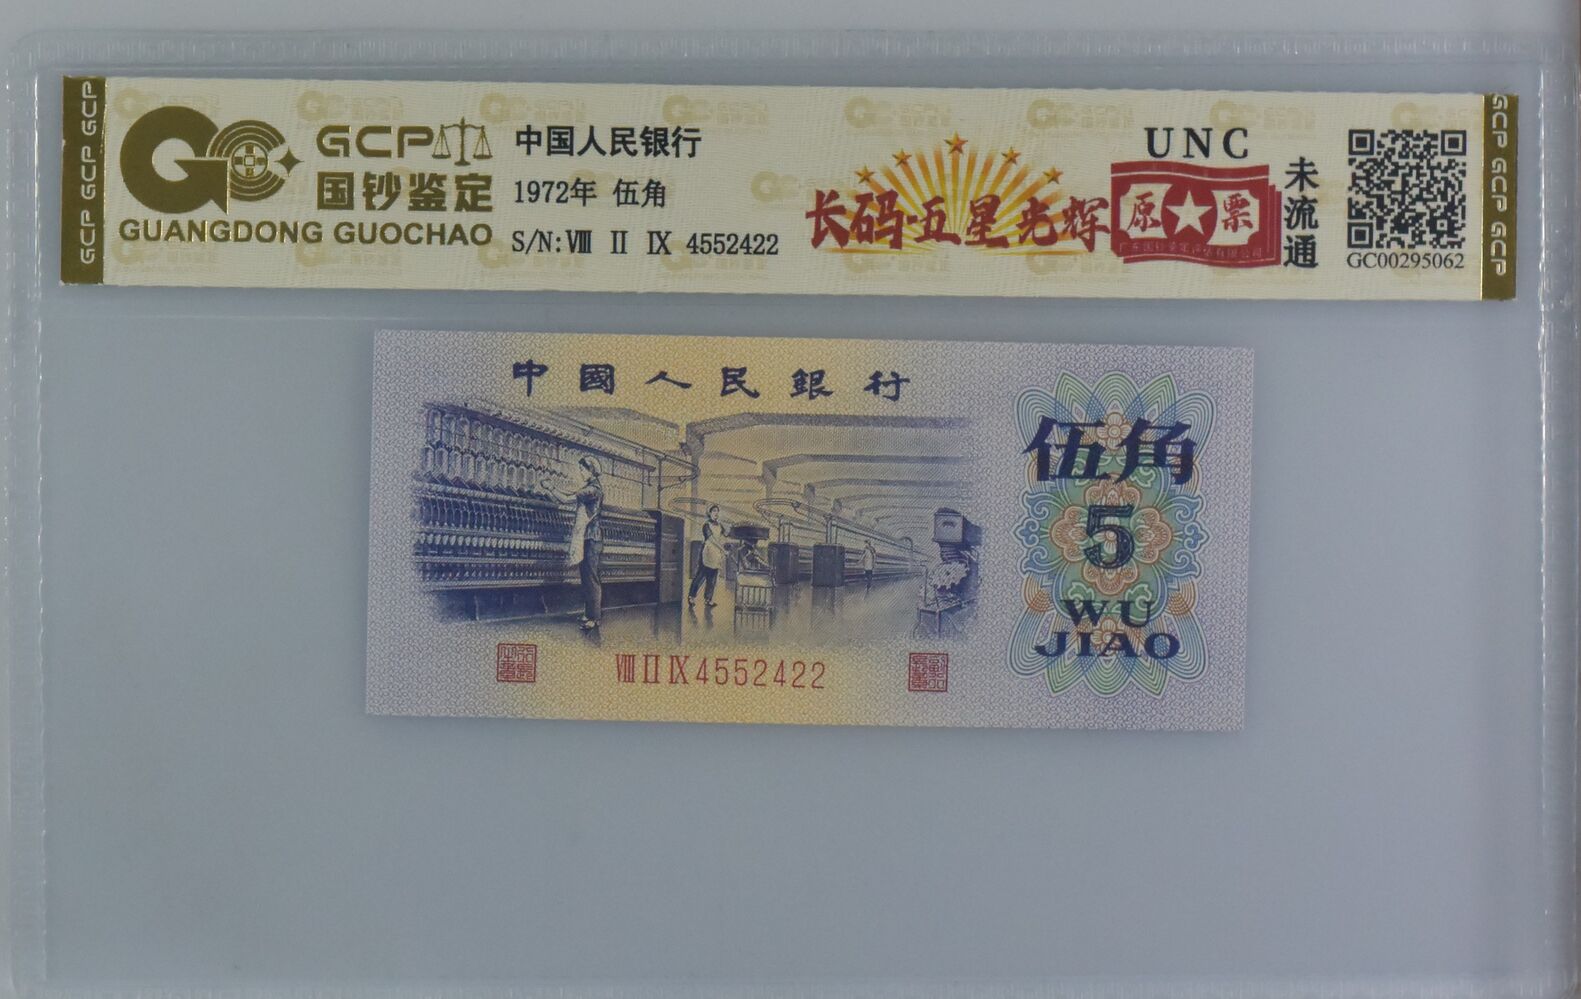 GCP GCP GCP
GCP
国钞鉴定
GUANGDONG GUOCHAO
中国人民银行
1972年 伍角
S/N:Ⅷ Ⅱ Ⅸ 4552422
长码-五星光辉
UNC
原票
未流通
GC00295062
GCP GCP GCP
中國人民銀行
伍角
5
WU
JIAO
Ⅷ Ⅱ Ⅸ 4552422